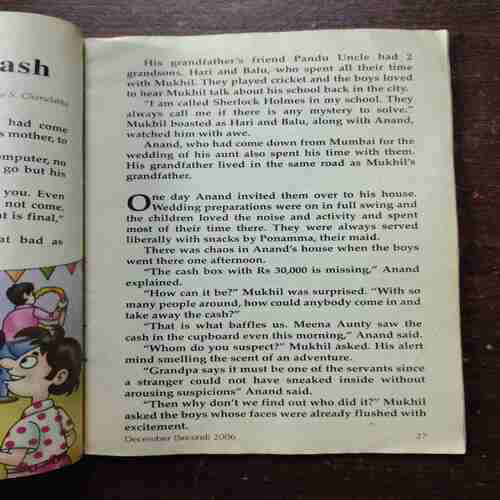 ash
S.
had come
s mother, to
omputer, no
go but his
you. Even
not come.
t is final,"
at bad as
His grandfather's friend Pandu Uncle had 2
grandsons, Hari and Balu, who spent all their time
with Mukhil. They played cricket and the boys loved
to hear Mukhil talk about his school back in the city.
"I am called Sherlock Holmes in my school. They
always call me if there is any mystery to solve."
Mukhil boasted as Hari and Balu, along with Anand,
watched him with awe.
Anand, who had come down from Mumbai for the
wedding of his aunt also spent his time with them.
His grandfather lived in the same road as Mukhil's
grandfather.
One day Anand invited them over to his house.
Wedding preparations were on in full swing and
the children loved the noise and activity and spent
most of their time there. They were always served
liberally with snacks by Ponamma, their maid.
There was chaos in Anand's house when the boys
went there one afternoon.
"The cash box with Rs 30,000 is missing," Anand
explained.
"How can it be?" Mukhil was surprised. "With so
many people around, how could anybody come in and
take away the cash?"
"That is what baffles us. Meena Aunty saw the
cash in the cupboard even this morning," Anand said.
"Whom do you suspect?" Mukhil asked. His alert
mind smelling the scent of an adventure.
"Grandpa says it must be one of the servants since
a stranger could not have sneaked inside without
arousing suspicions" Anand said.
"Then why don't we find out who did it?" Mukhil
asked the boys whose faces were already flushed with
excitement.
December (Second) 2006
27